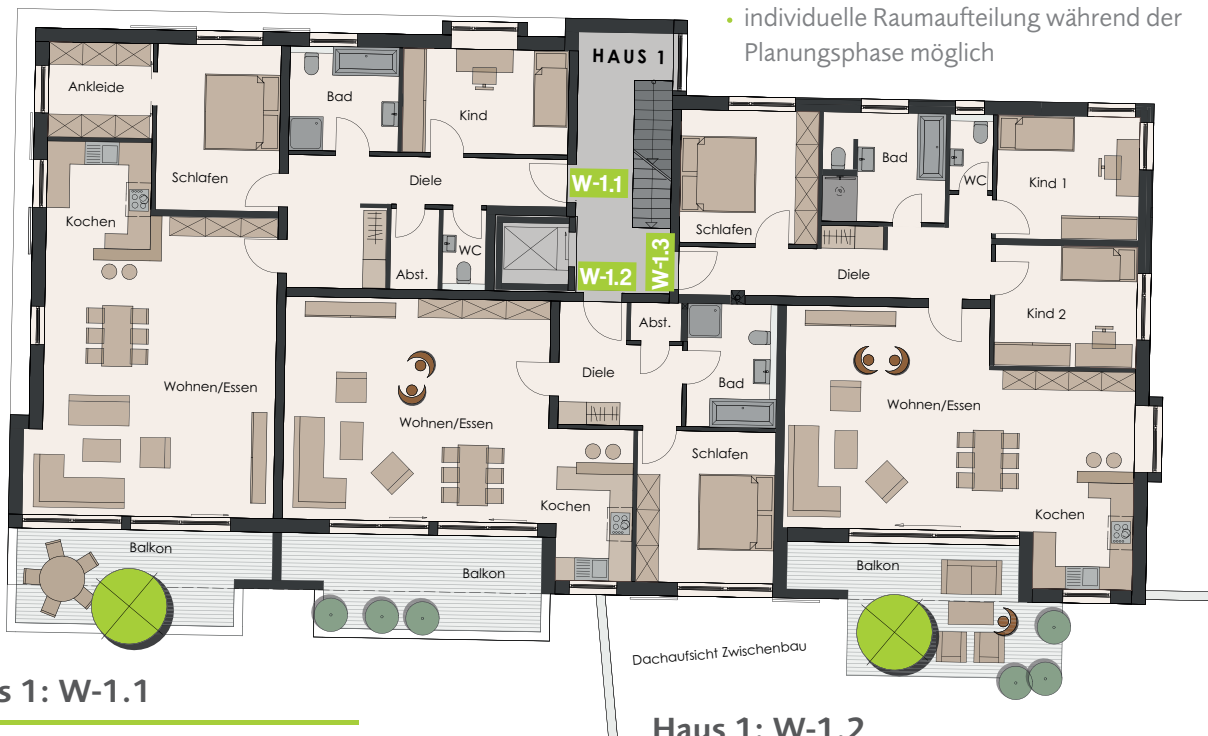 • individuelle Raumaufteilung während der
Planungsphase möglich
HAUS 1
Ankleide
Schlafen
Bad
Kind
Kochen
Diele
Abst.
WC
W-1.1
W-1.2
W-1.3
Wohnen/Essen
Balkon
Wohnen/Essen
Diele
Abst.
Bad
Schlafen
Kochen
Balkon
Schlafen
Bad
WC
Kind 1
Diele
Kind 2
Wohnen/Essen
Kochen
Balkon
Dachaufsicht Zwischenbau
s 1: W-1.1
Haus 1: W-1.2